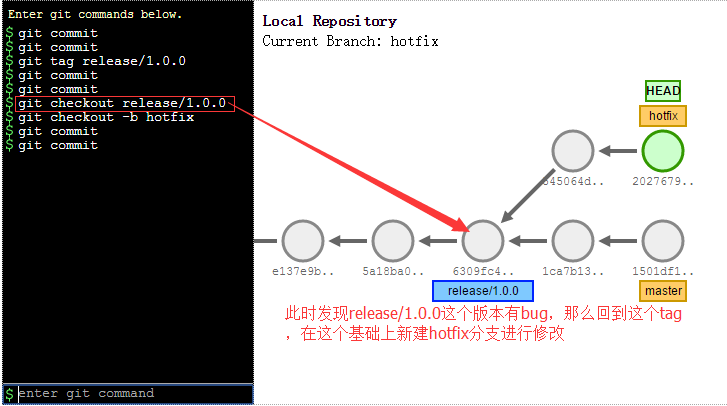 Enter git commands below.
$ git commit
$ git commit
$ git tag release/1.0.0
$ git commit
$ git commit
$ git checkout release/1.0.0
$ git checkout -b hotfix
$ git commit
$ git commit
$ enter git command
Local Repository
Current Branch: hotfix
HEAD
hotfix
345064d..
2027679..
e137e9b..
5a18ba0..
6309fc4..
1ca7b13..
1501df1..
release/1.0.0
master
此时发现release/1.0.0这个版本有bug，那么回到这个tag
，在这个基础上新建hotfix分支进行修改